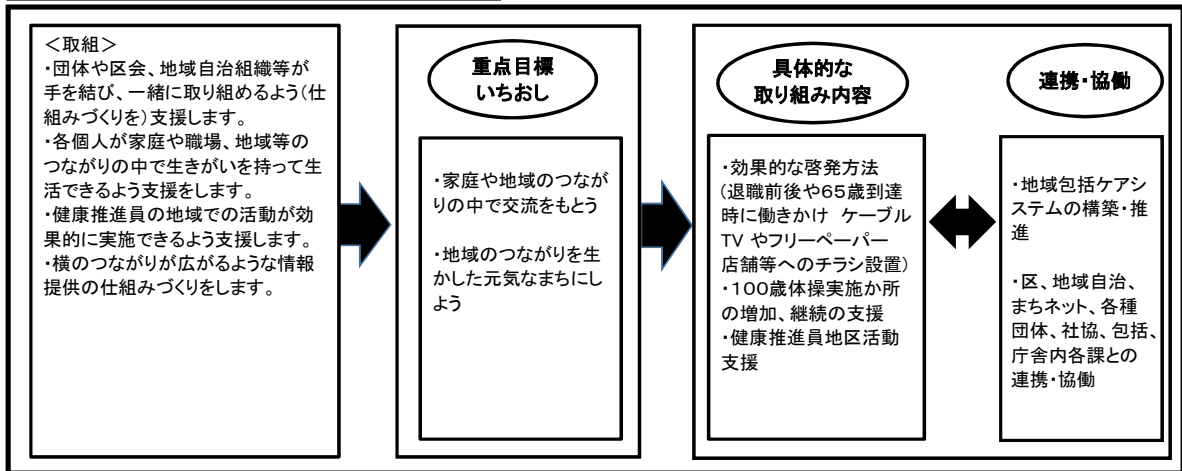 <取組>
・団体や区会、地域自治組織等が
手を結び、一緒に取り組めるよう(仕
組みづくりを)支援します。
・各個人が家庭や職場、地域等の
つながりの中で生きがいを持って生
活できるよう支援をします。
・健康推進員の地域での活動が効
果的に実施できるよう支援します。
・横のつながりが広がるような情報
提供の仕組みづくりをします。
重点目標
いちおし
・家庭や地域のつなが
りの中で交流をもとう
・地域のつながりを生
かした元気なまちにし
よう
具体的な
取り組み内容
・効果的な啓発方法
(退職前後や65歳到達
時に働きかけ ケーブル
TV やフリーペーパー
店舗等へのチラシ設置)
・100歳体操実施か所
の増加、継続の支援
・健康推進員地区活動
支援
連携・協働
・地域包括ケアシ
ステムの構築・推
進
・区、地域自治、
まちネット、各種
団体、社協、包括、
庁舎内各課との
連携・協働